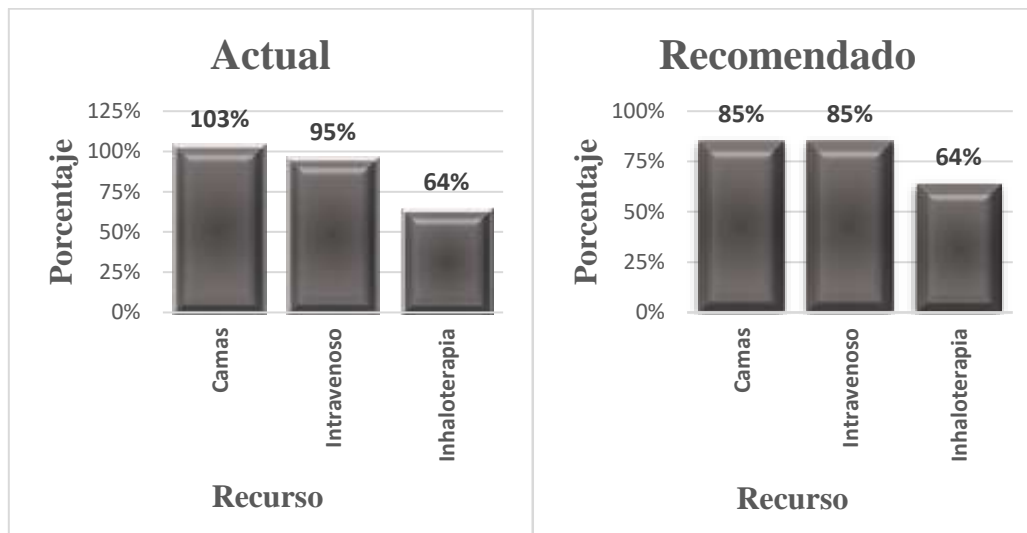 Actual
Porcentaje
125%
100%
75%
50%
25%
0%
103%
95%
64%
Camas
Intravenoso
Inhaloterapia
Recurso
Recomendado
Porcentaje
100%
75%
50%
25%
0%
85%
85%
64%
Camas
Intravenoso
Inhaloterapia
Recurso